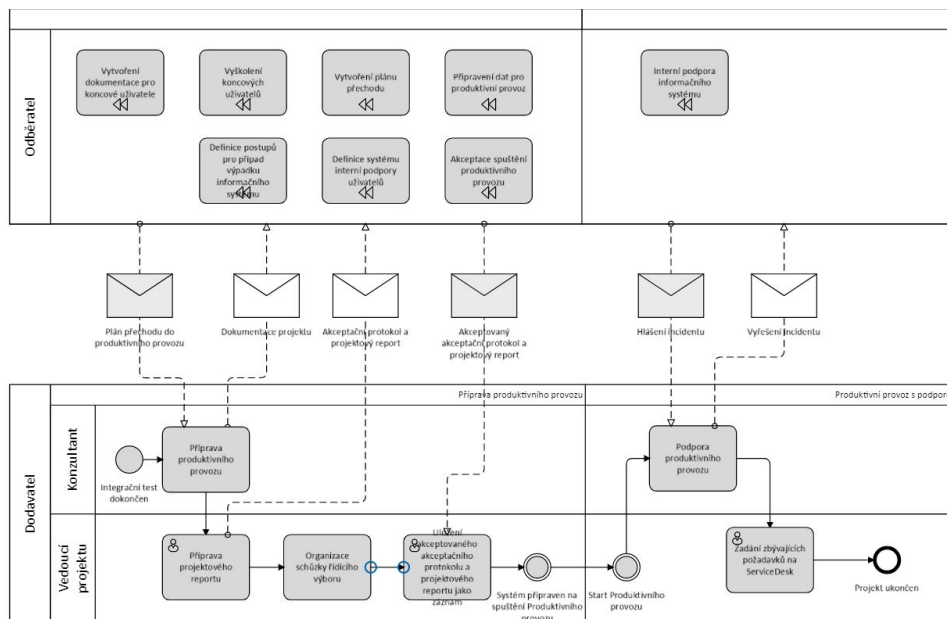 Odběratel
Vytvoření
dokumentace pro
koncové uživatele
Vyškolení
koncových
uživatelů
Vytvoření plánu
přechodu
Připravení dat pro
produktivní provoz
Interní podpora
informačního
systému
Definice postupů
pro případ
výpadku
informačního
systému
Definice systému
interní podpory
uživatelů
Akceptace spuštění
produktivního
provozu
Plán přechodu do
produktivního provozu
Dokumentace projektu
Akceptační protokol a
projektový report
Akceptovaný
akceptační protokol a
projektový report
Hlášení incidentu
Vyřešení incidentu
Dodavatel
Příprava produktivního provozu
Produktivní provoz s podporo
Konzultant
Integrační test
dokončen
Příprava
produktivního
provozu
Podpora
produktivního
provozu
Vedoucí
projektu
Příprava
projektového
reportu
Organizace
schůzky řídícího
výboru
Uložení
akceptovaného
akceptačního
protokolu a
projektového
reportu jako
záznam
Systém připraven na
spuštění Produktivního
provozu
Start Produktivního
provozu
Zadání zbývajících
požadavků na
ServiceDesk
Projekt ukončen